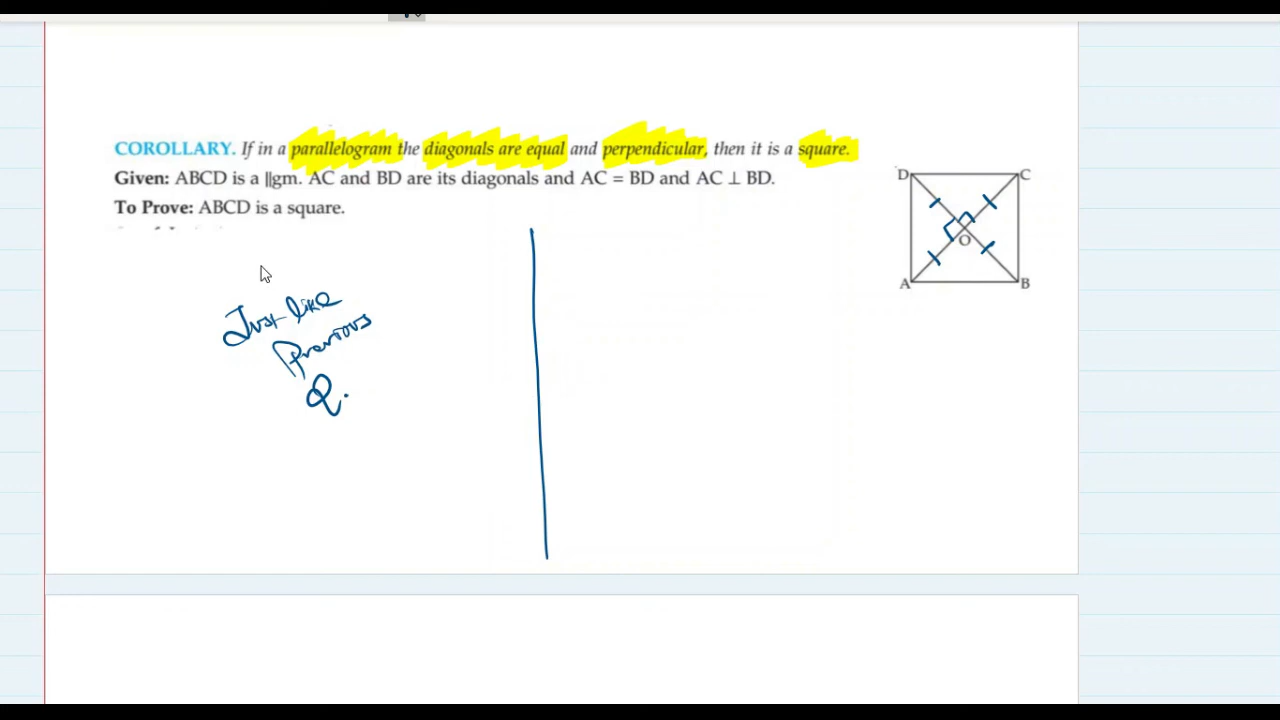 COROLLARY. If in a parallelogram the diagonals are equal and perpendicular, then it is a square.
Given: ABCD is a ||gm. AC and BD are its diagonals and AC = BD and AC ⊥ BD.
To Prove: ABCD is a square.
D C
O
A B
Just like
Previous
Q.